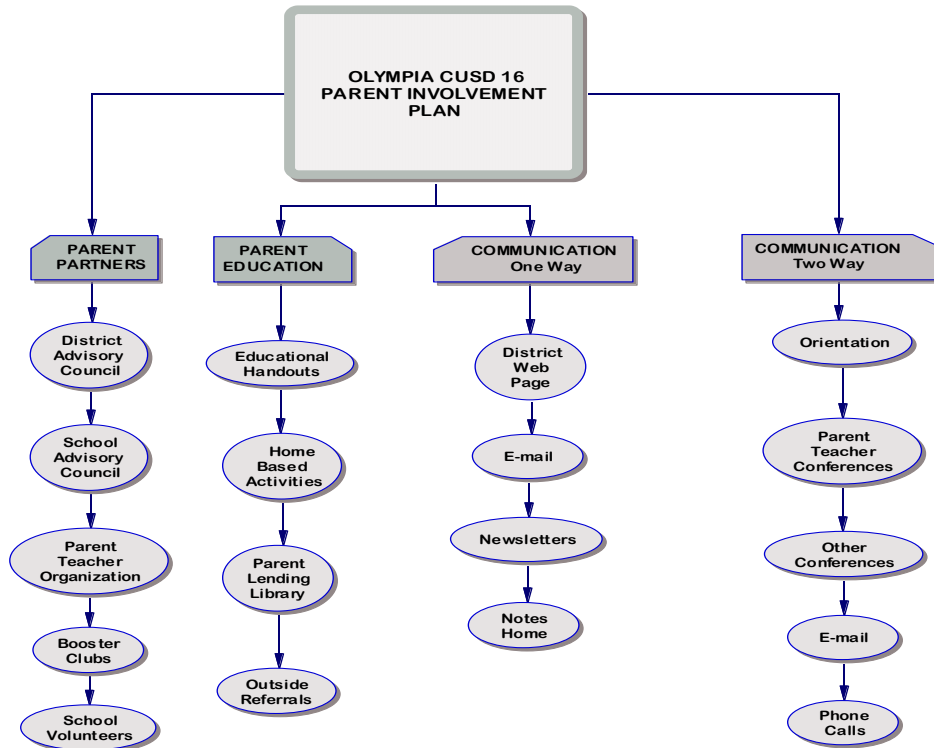 OLYMPIA CUSD 16
PARENT INVOLVEMENT
PLAN
PARENT
PARTNERS
District
Advisory
Council
School
Advisory
Council
Parent
Teacher
Organization
Booster
Clubs
School
Volunteers
PARENT
EDUCATION
Educational
Handouts
Home
Based
Activities
Parent
Lending
Library
Outside
Referrals
COMMUNICATION
One Way
District
Web
Page
E-mail
Newsletters
Notes
Home
COMMUNICATION
Two Way
Orientation
Parent
Teacher
Conferences
Other
Conferences
E-mail
Phone
Calls